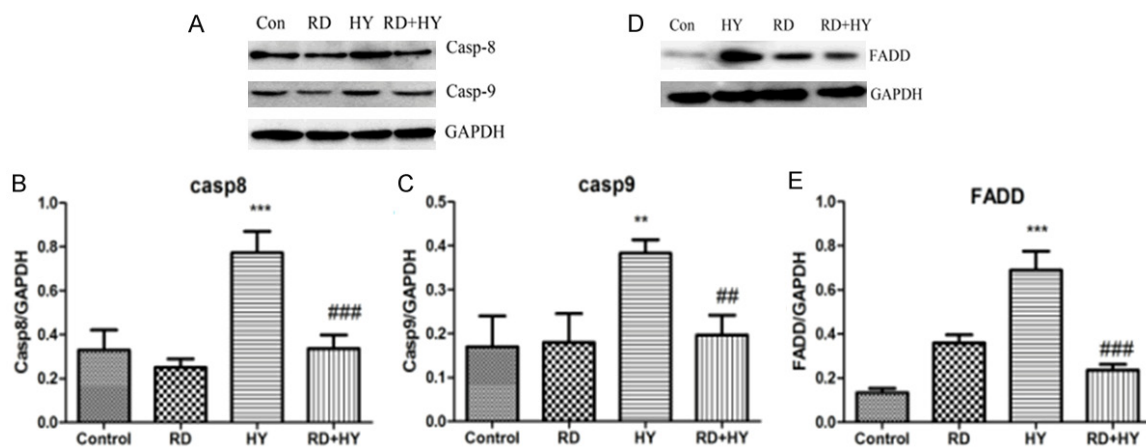 A
Con RD HY RD+HY
Casp-8
Casp-9
GAPDH
D
Con HY RD RD+HY
FADD
GAPDH
B
casp8
Casp8/GAPDH
1.0
0.8
0.6
0.4
0.2
0.0
***
###
Control RD HY RD+HY
C
casp9
Casp9/GAPDH
0.5
0.4
0.3
0.2
0.1
0.0
**
##
Control RD HY RD+HY
E
FADD
FADD/GAPDH
1.0
0.8
0.6
0.4
0.2
0.0
***
###
Control RD HY RD+HY